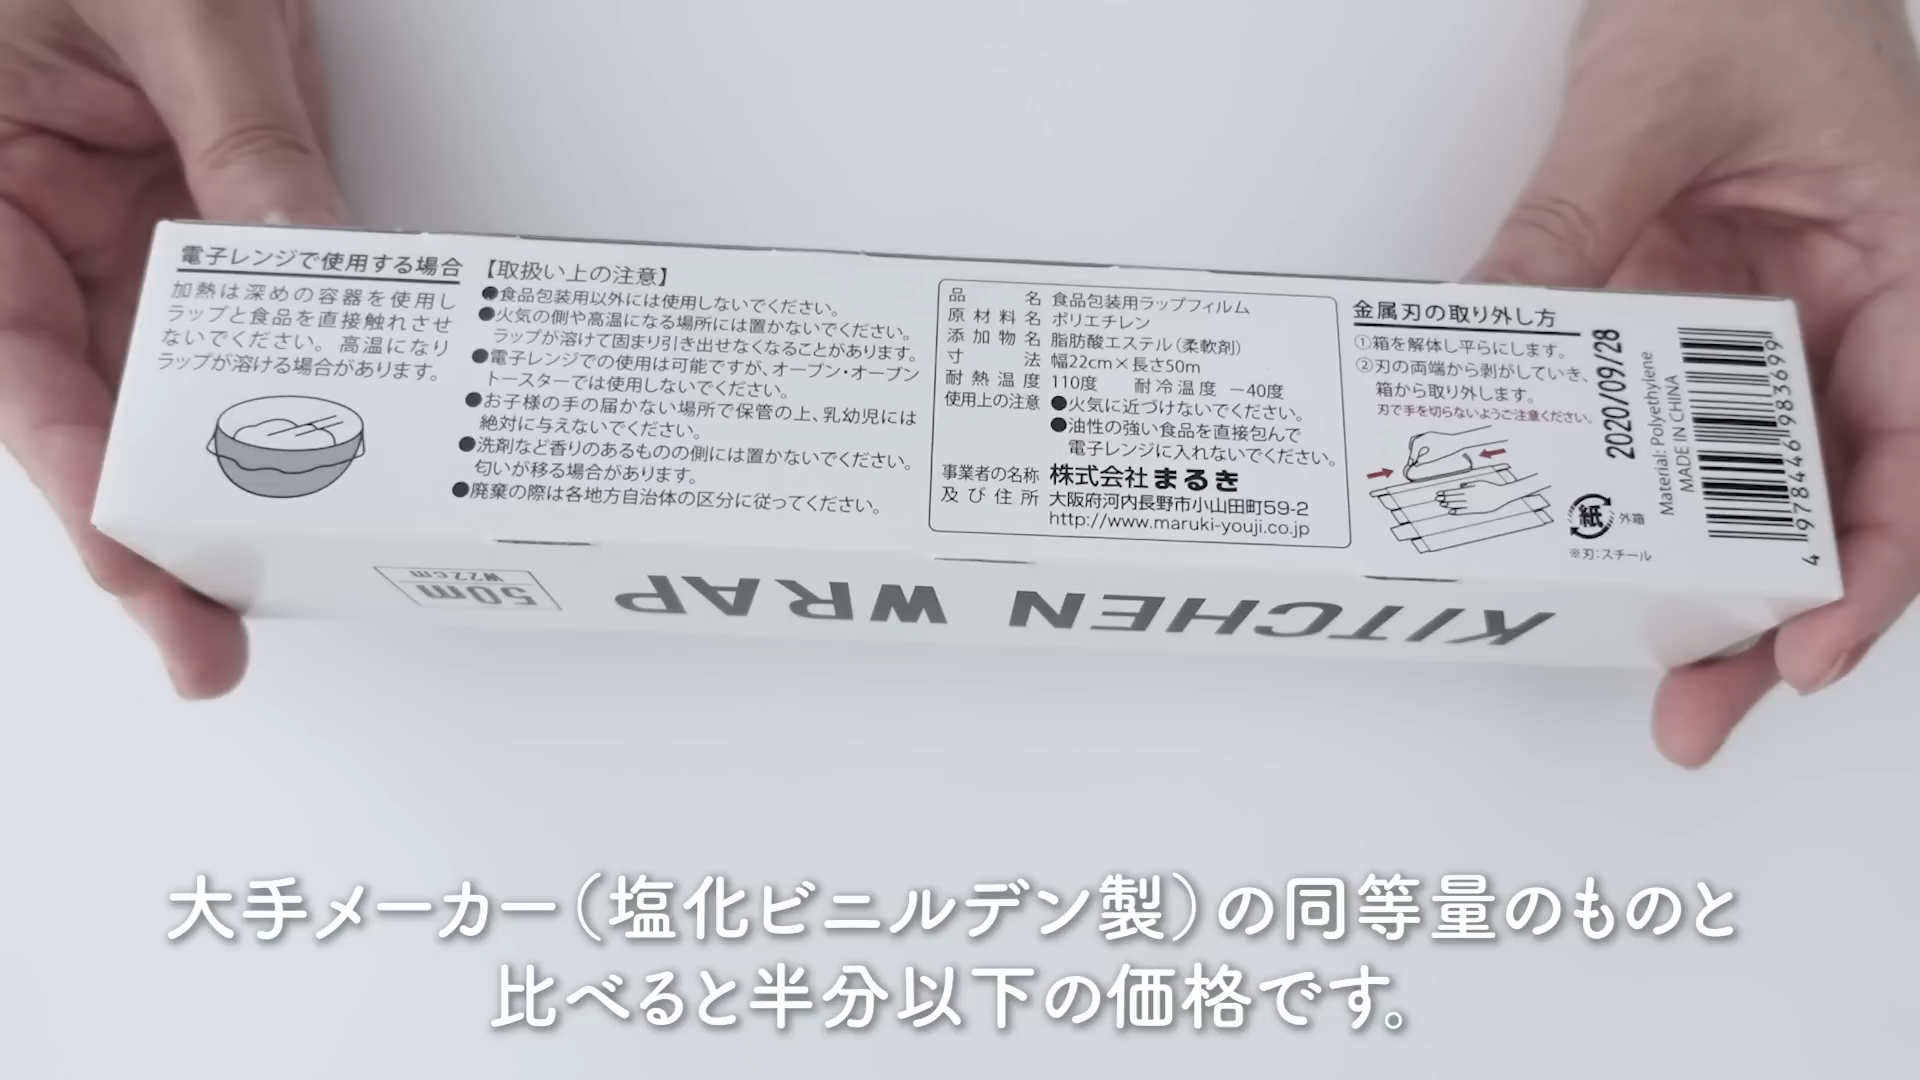 電子レンジで使用する場合
加熱は深めの容器を使用し
ラップと食品を直接触れさせ
ないでください。高温になり
ラップが溶ける場合があります。
【取扱い上の注意】
●食品包装用以外には使用しないでください。
●火気の側や高温になる場所には置かないでください。
ラップが溶けて固まり引き出せなくなることがあります。
●電子レンジでの使用は可能ですが、オーブン・オーブン
トースターでは使用しないでください。
●お子様の手の届かない場所で保管の上、乳幼児には
絶対に与えないでください。
●洗剤など香りのあるものの側には置かないでください。
匂いが移る場合があります。
●廃棄の際は各地方自治体の区分に従ってください。
品名 食品包装用ラップフィルム
原材料名 ポリエチレン
添加物名 脂肪酸エステル(柔軟剤)
寸法 幅22cm×長さ50m
耐熱温度 110度 耐冷温度 −40度
使用上の注意 ●火気に近づけないでください。
●油性の強い食品を直接包んで
電子レンジに入れないでください。
事業者の名称 株式会社まるき
及び住所 大阪府河内長野市小山田町59-2
http://www.maruki-youji.co.jp
金属刃の取り外し方
①箱を解体し平らにします。
②刃の両端から剥がしていき、
箱から取り外します。
刃で手を切らないようご注意ください。
2020/09/28
Material: Polyethylene
MADE IN CHINA
紙 外箱
※刃:スチール
4 978446 983699
KITCHEN WRAP
50m
W22cm
大手メーカー(塩化ビニルデン製)の同等量のものと
比べると半分以下の価格です。